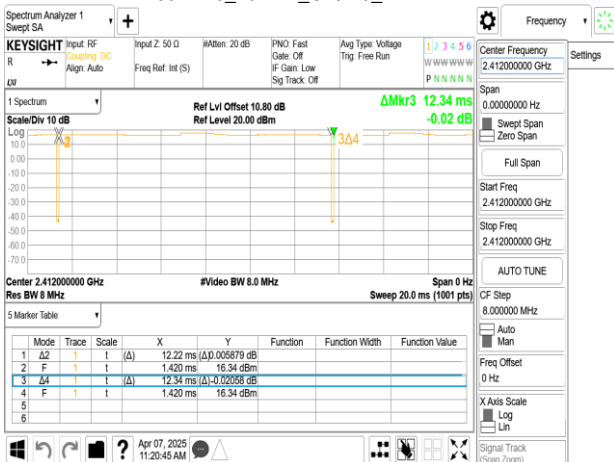 Spectrum Analyzer 1
Swept SA
Frequency
Settings
KEYSIGHT
R
Input: RF
Coupling: DC
Align: Auto
Input Z: 50 Ω
Freq Ref: Int (S)
#Atten: 20 dB
PNO: Fast
Gate: Off
IF Gain: Low
Sig Track: Off
Avg Type: Voltage
Trig: Free Run
1 2 3 4 5 6
W W W W W W
P N N N N N
1 Spectrum
Scale/Div 10 dB
Ref Lvl Offset 10.80 dB
Ref Level 20.00 dBm
ΔMkr3 12.34 ms
-0.02 dB
Log
10.0
0.00
-10.0
-20.0
-30.0
-40.0
-50.0
-60.0
-70.0
3Δ4
Center 2.412000000 GHz
Res BW 8 MHz
#Video BW 8.0 MHz
Span 0 Hz
Sweep 20.0 ms (1001 pts)
5 Marker Table
Mode Trace Scale X Y Function Function Width Function Value
1 Δ2 1 t (Δ) 12.22 ms (Δ) 0.005879 dB
2 F 1 t 1.420 ms 16.34 dBm
3 Δ4 1 t (Δ) 12.34 ms (Δ) -0.02058 dB
4 F 1 t 1.420 ms 16.34 dBm
5
6
Apr 07, 2025
11:20:45 AM
Center Frequency
2.412000000 GHz
Span
0.00000000 Hz
Swept Span
Zero Span
Full Span
Start Freq
2.412000000 GHz
Stop Freq
2.412000000 GHz
AUTO TUNE
CF Step
8.000000 MHz
Auto
Man
Freq Offset
0 Hz
X Axis Scale
Log
Lin
Signal Track
(Span Zoom)